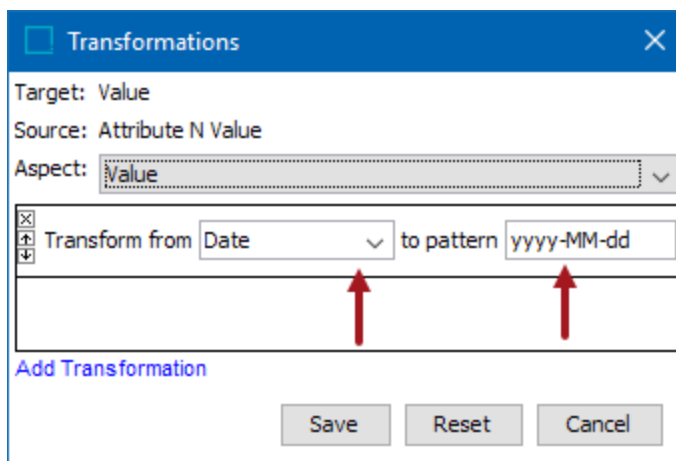 Transformations
Target: Value
Source: Attribute N Value
Aspect: Value
Transform from Date to pattern yyyy-MM-dd
Add Transformation
Save Reset Cancel